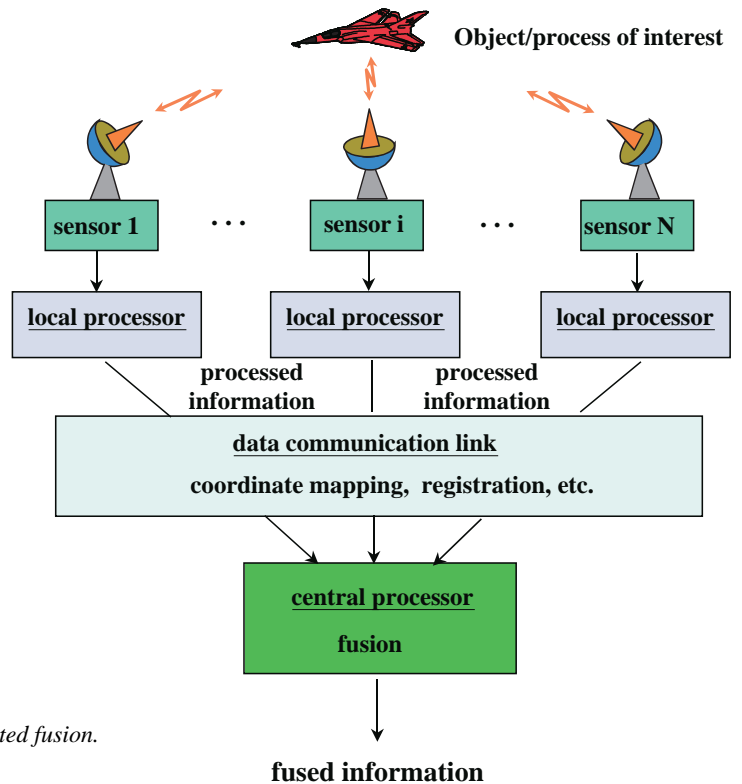 Object/process of interest
sensor 1 ... sensor i ... sensor N
local processor local processor local processor
processed information processed information
data communication link
coordinate mapping, registration, etc.
central processor
fusion
ted fusion.
fused information